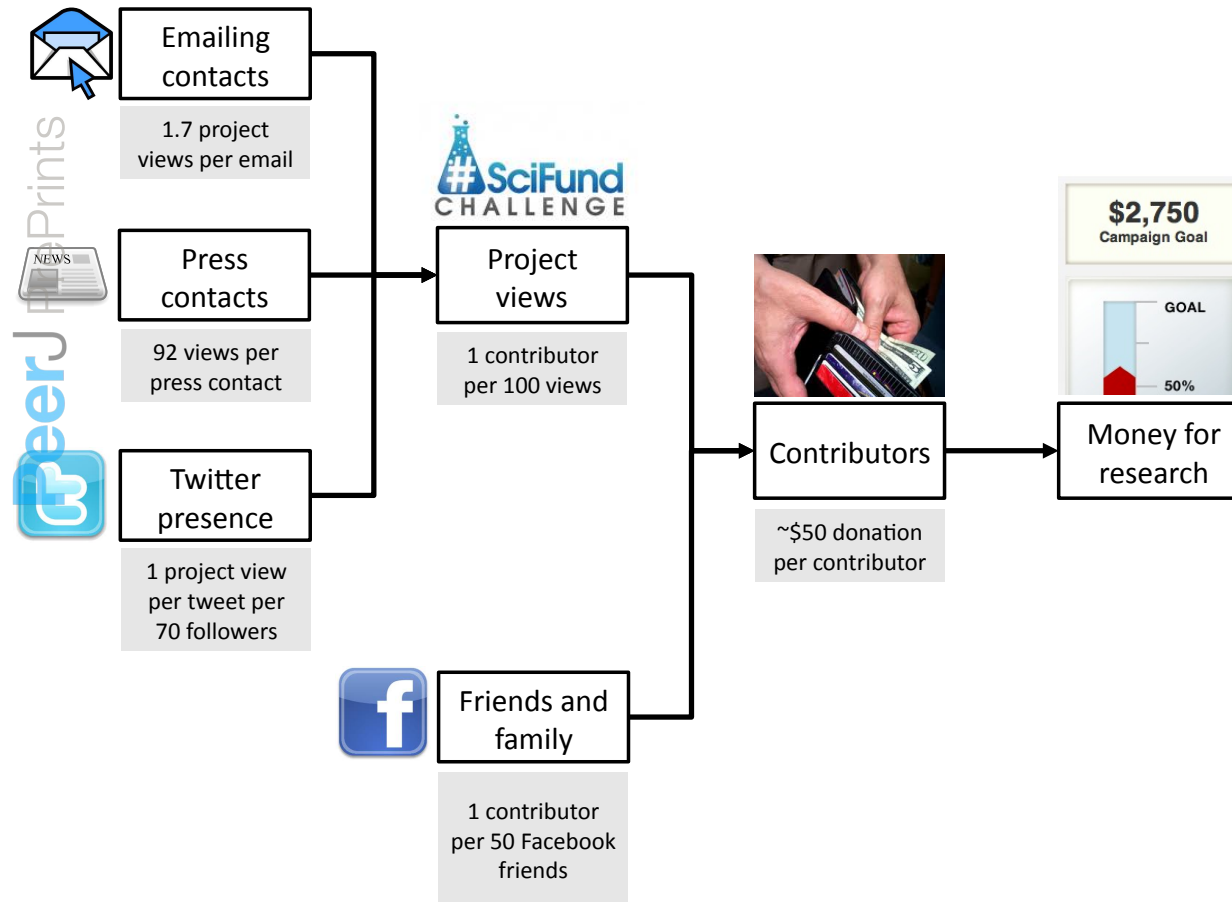 Emailing
contacts
1.7 project
views per email
PeerJ PrePrints
NEWS
Press
contacts
92 views per
press contact
Twitter
presence
1 project view
per tweet per
70 followers
#SciFund
CHALLENGE
Project
views
1 contributor
per 100 views
Friends and
family
1 contributor
per 50 Facebook
friends
Contributors
~$50 donation
per contributor
$2,750
Campaign Goal
GOAL
50%
Money for
research